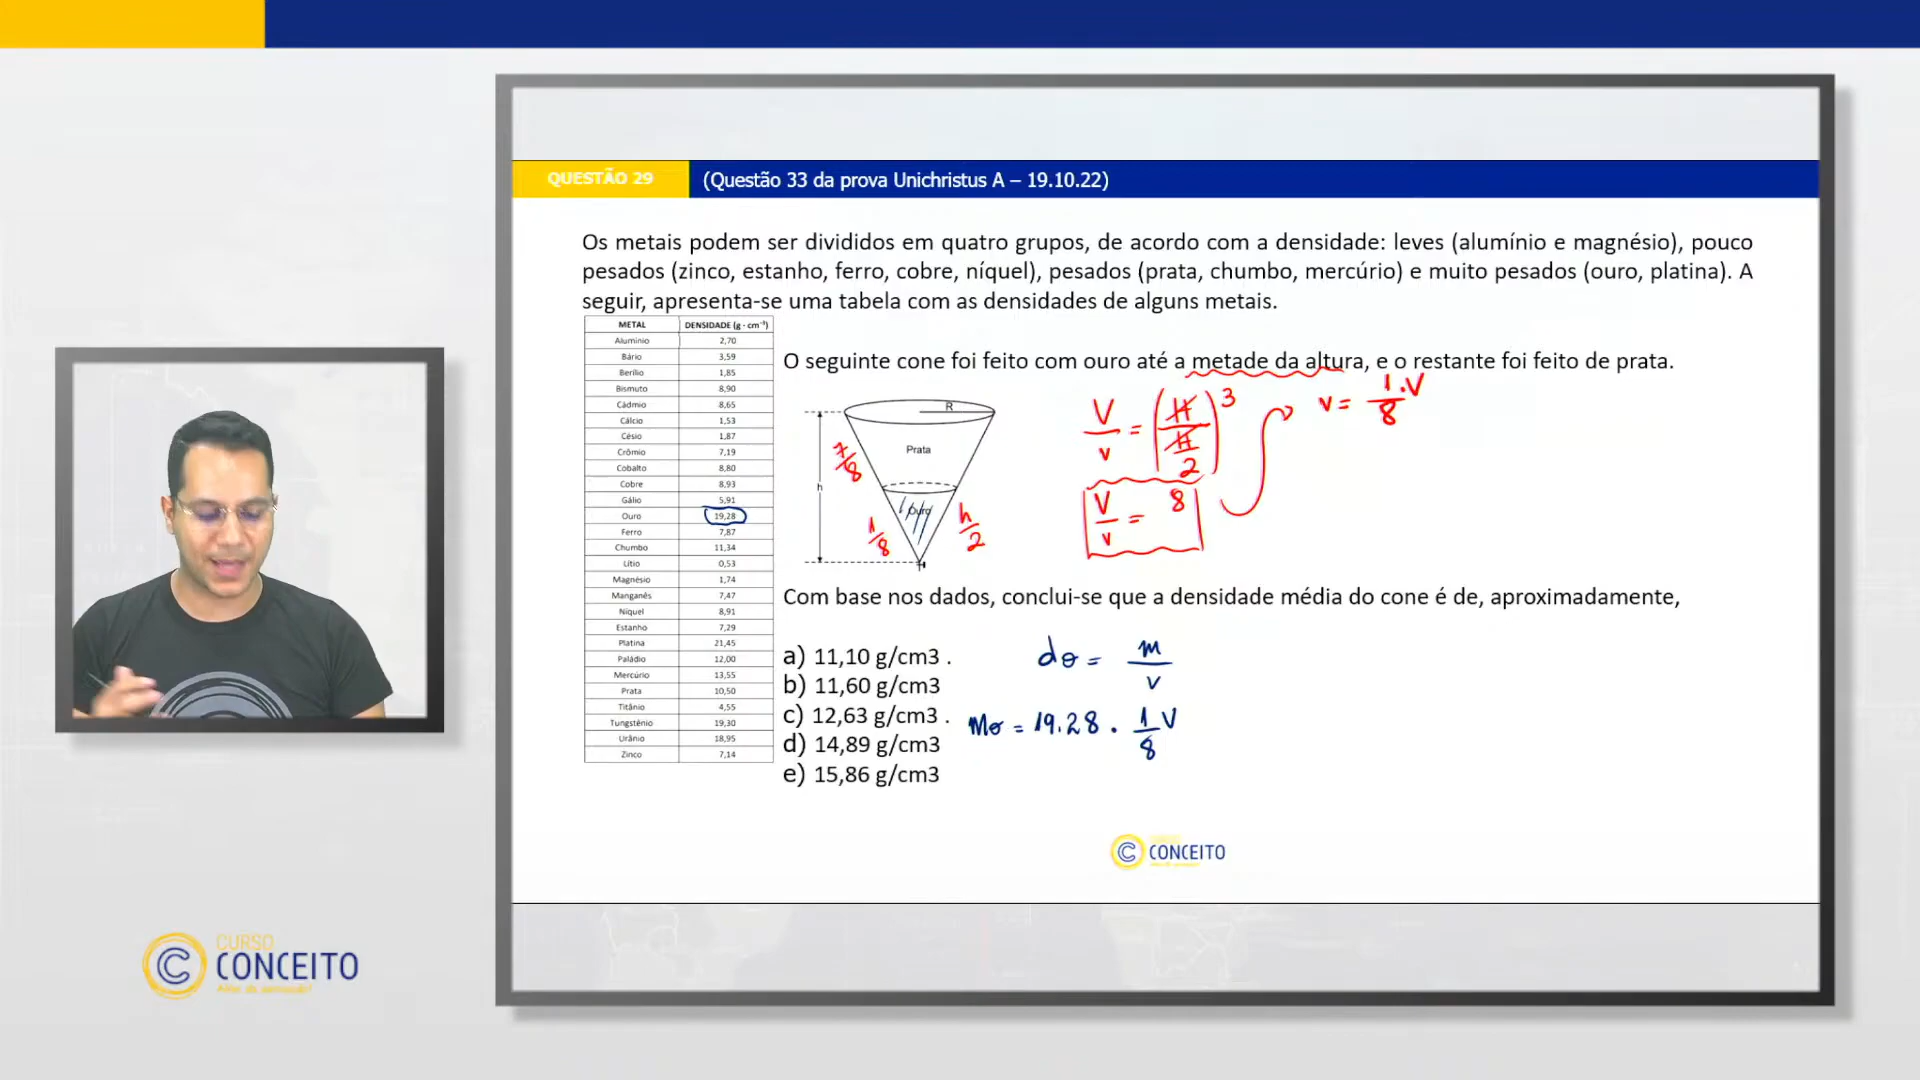 QUESTÃO 29
(Questão 33 da prova Unichristus A – 19.10.22)
Os metais podem ser divididos em quatro grupos, de acordo com a densidade: leves (alumínio e magnésio), pouco
pesados (zinco, estanho, ferro, cobre, níquel), pesados (prata, chumbo, mercúrio) e muito pesados (ouro, platina). A
seguir, apresenta-se uma tabela com as densidades de alguns metais.
METAL DENSIDADE (g · cm⁻³)
Alumínio 2,70
Bário 3,59
Berílio 1,85
Bismuto 8,90
Cádmio 8,65
Cálcio 1,53
Césio 1,87
Crômio 7,19
Cobalto 8,80
Cobre 8,93
Gálio 5,91
Ouro 19,28
Ferro 7,87
Chumbo 11,34
Lítio 0,53
Magnésio 1,74
Manganês 7,47
Níquel 8,91
Estanho 7,29
Platina 21,45
Paládio 12,00
Mercúrio 13,55
Prata 10,50
Titânio 4,55
Tungstênio 19,30
Urânio 18,95
Zinco 7,14
O seguinte cone foi feito com ouro até a metade da altura, e o restante foi feito de prata.
R
Prata
Ouro
h
7/8
1/8
h/2
V/v = (H/(H/2))³
V/v = 8
v = 1/8 · V
Com base nos dados, conclui-se que a densidade média do cone é de, aproximadamente,
a) 11,10 g/cm3 .
b) 11,60 g/cm3
c) 12,63 g/cm3 .
d) 14,89 g/cm3
e) 15,86 g/cm3
do = m/v
Mo = 19.28 · 1/8 V
C CONCEITO
CURSO
C CONCEITO